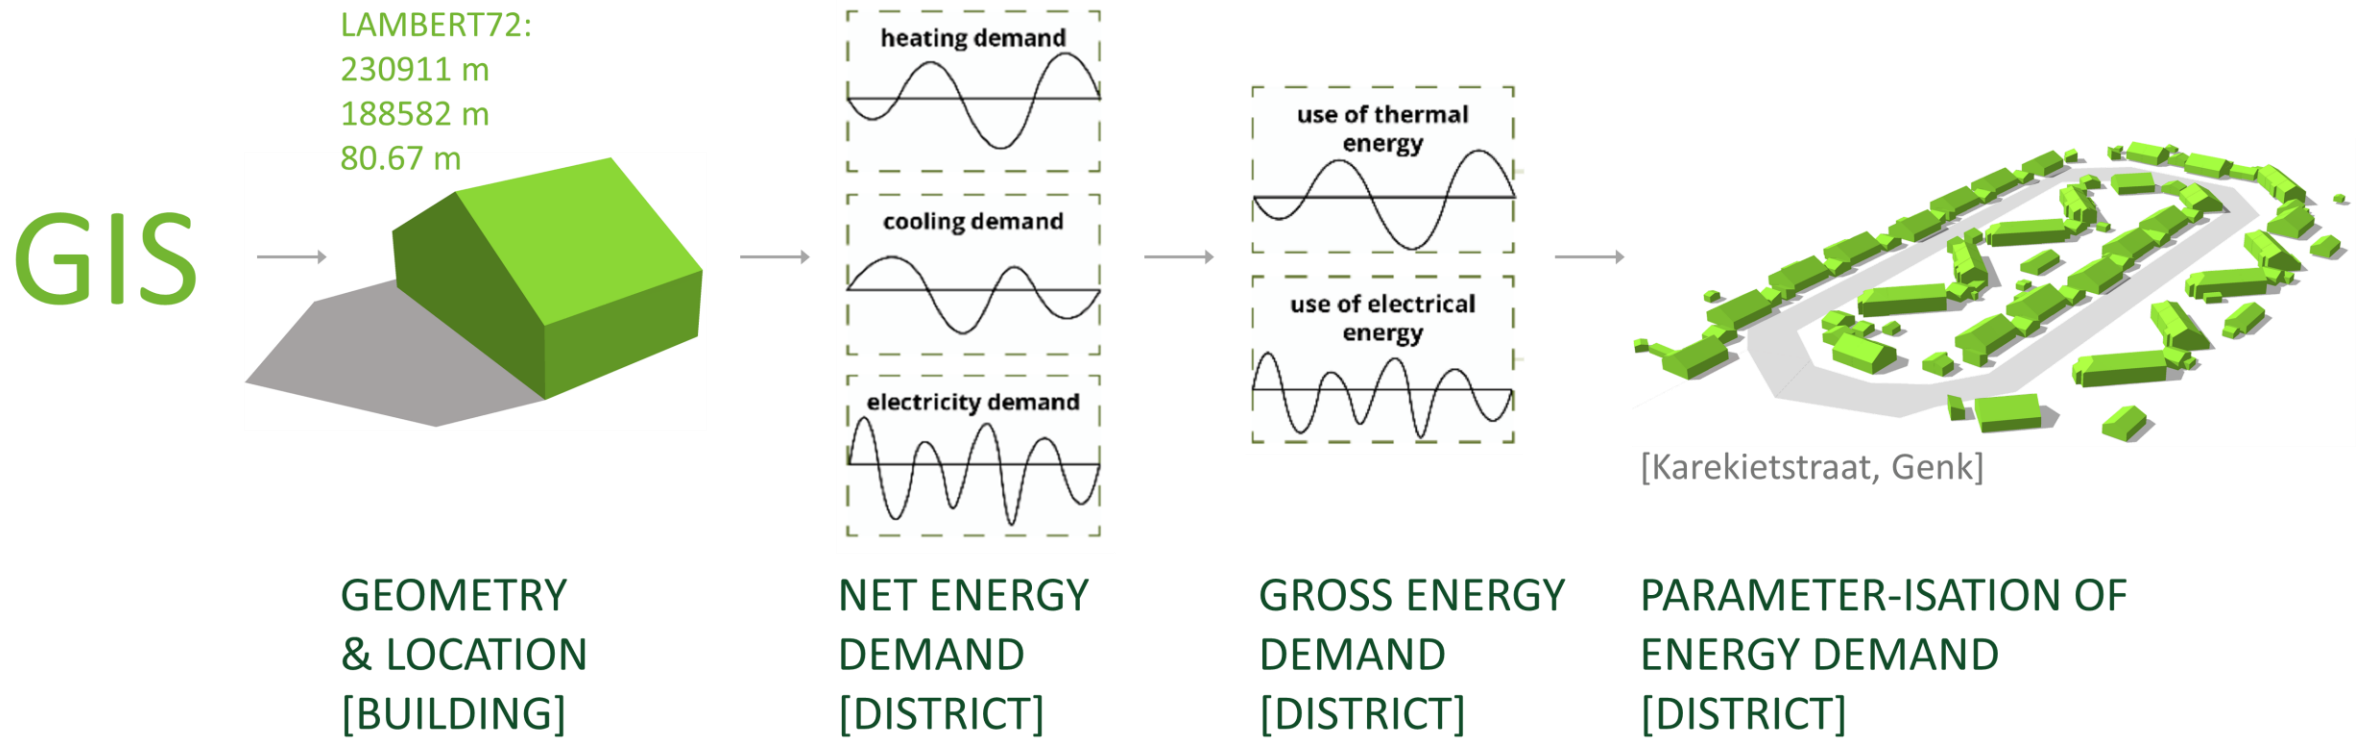 GIS
LAMBERT72:
230911 m
188582 m
80.67 m
heating demand
cooling demand
electricity demand
use of thermal
energy
use of electrical
energy
[Karekietstraat, Genk]
GEOMETRY
& LOCATION
[BUILDING]
NET ENERGY
DEMAND
[DISTRICT]
GROSS ENERGY
DEMAND
[DISTRICT]
PARAMETER-ISATION OF
ENERGY DEMAND
[DISTRICT]